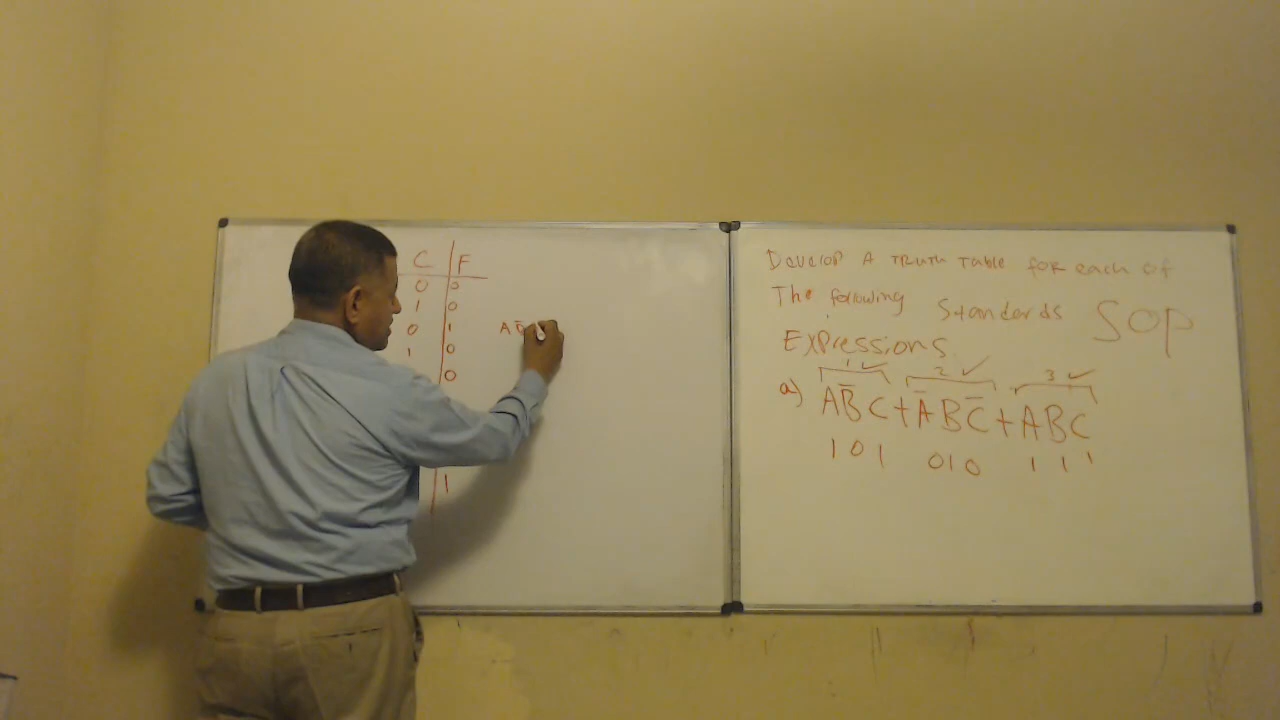 C F
0 0
1 0
0 1
1 0
0
1
A B̅
Develop A Truth Table for each of
The following Standards SOP
Expressions
1 ✓ 2 ✓ 3 ✓
a) AB̅C + A̅BC̅ + ABC
101 010 111